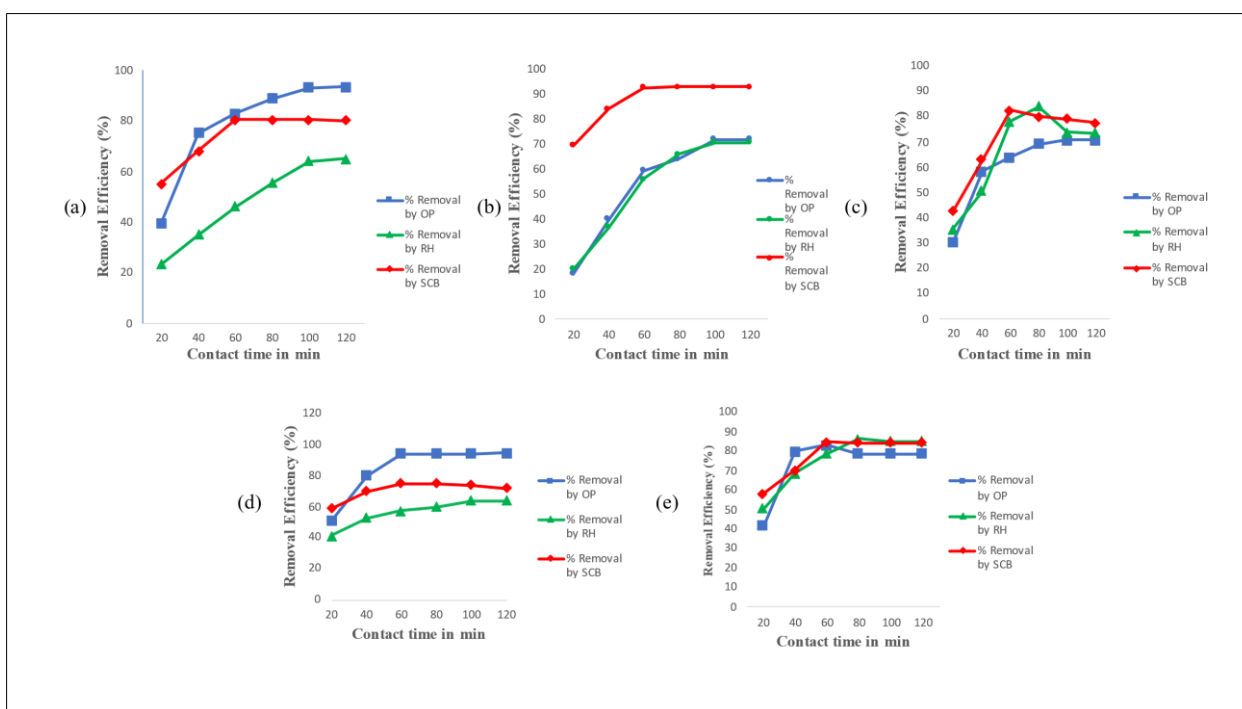 (a)
Removal Efficiency (%)
100
80
60
40
20
0
20 40 60 80 100 120
Contact time in min
% Removal
by OP
% Removal
by RH
% Removal
by SCB
(b)
Removal Efficiency (%)
100
90
80
70
60
50
40
30
20
10
0
20 40 60 80 100 120
Contact time in min
%
Removal
by OP
%
Removal
by RH
%
Removal
by SCB
(c)
Removal Efficiency (%)
100
90
80
70
60
50
40
30
20
10
0
20 40 60 80 100 120
Contact time in min
% Removal
by OP
% Removal
by RH
% Removal
by SCB
(d)
Removal Efficiency (%)
120
100
80
60
40
20
0
20 40 60 80 100 120
Contact time in min
% Removal
by OP
% Removal
by RH
% Removal
by SCB
(e)
Removal Efficiency (%)
100
90
80
70
60
50
40
30
20
10
0
20 40 60 80 100 120
Contact time in min
% Removal
by OP
% Removal
by RH
% Removal
by SCB